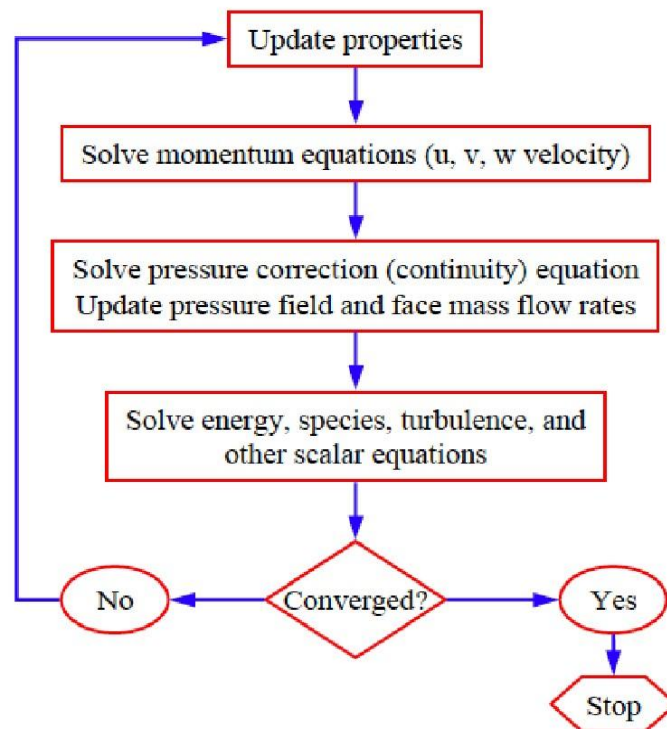 Update properties
Solve momentum equations (u, v, w velocity)
Solve pressure correction (continuity) equation
Update pressure field and face mass flow rates
Solve energy, species, turbulence, and
other scalar equations
No
Converged?
Yes
Stop